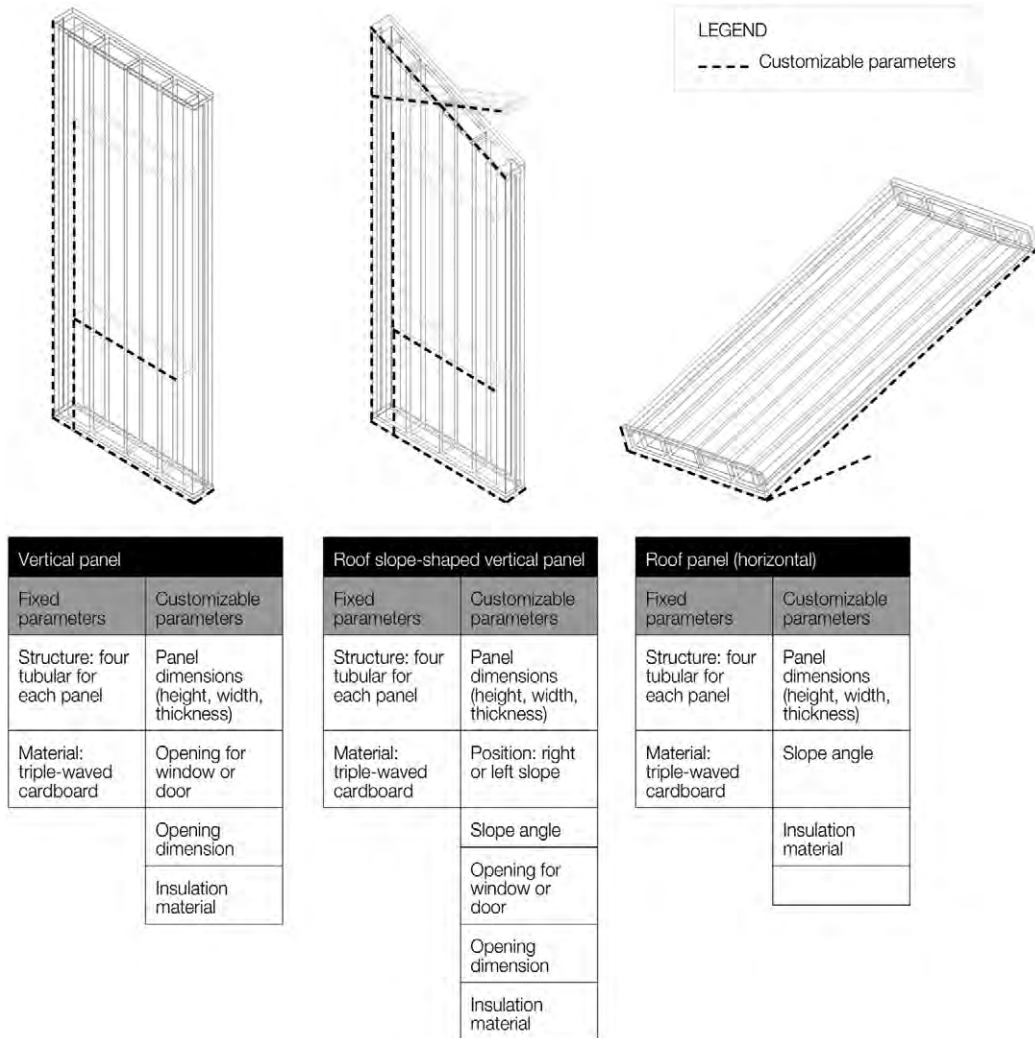 LEGEND
Customizable parameters
Vertical panel
Fixed
parameters
Customizable
parameters
Structure: four
tubular for
each panel
Panel
dimensions
(height, width,
thickness)
Material:
triple-waved
cardboard
Opening for
window or
door
Opening
dimension
Insulation
material
Roof slope-shaped vertical panel
Fixed
parameters
Customizable
parameters
Structure: four
tubular for
each panel
Panel
dimensions
(height, width,
thickness)
Material:
triple-waved
cardboard
Position: right
or left slope
Slope angle
Opening for
window or
door
Opening
dimension
Insulation
material
Roof panel (horizontal)
Fixed
parameters
Customizable
parameters
Structure: four
tubular for
each panel
Panel
dimensions
(height, width,
thickness)
Material:
triple-waved
cardboard
Slope angle
Insulation
material